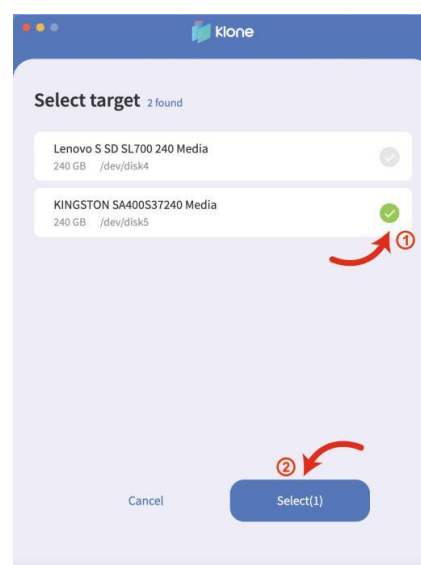 Klone
Select target 2 found
Lenovo S SD SL700 240 Media
240 GB /dev/disk4
KINGSTON SA400S37240 Media
240 GB /dev/disk5
①
②
Cancel Select(1)